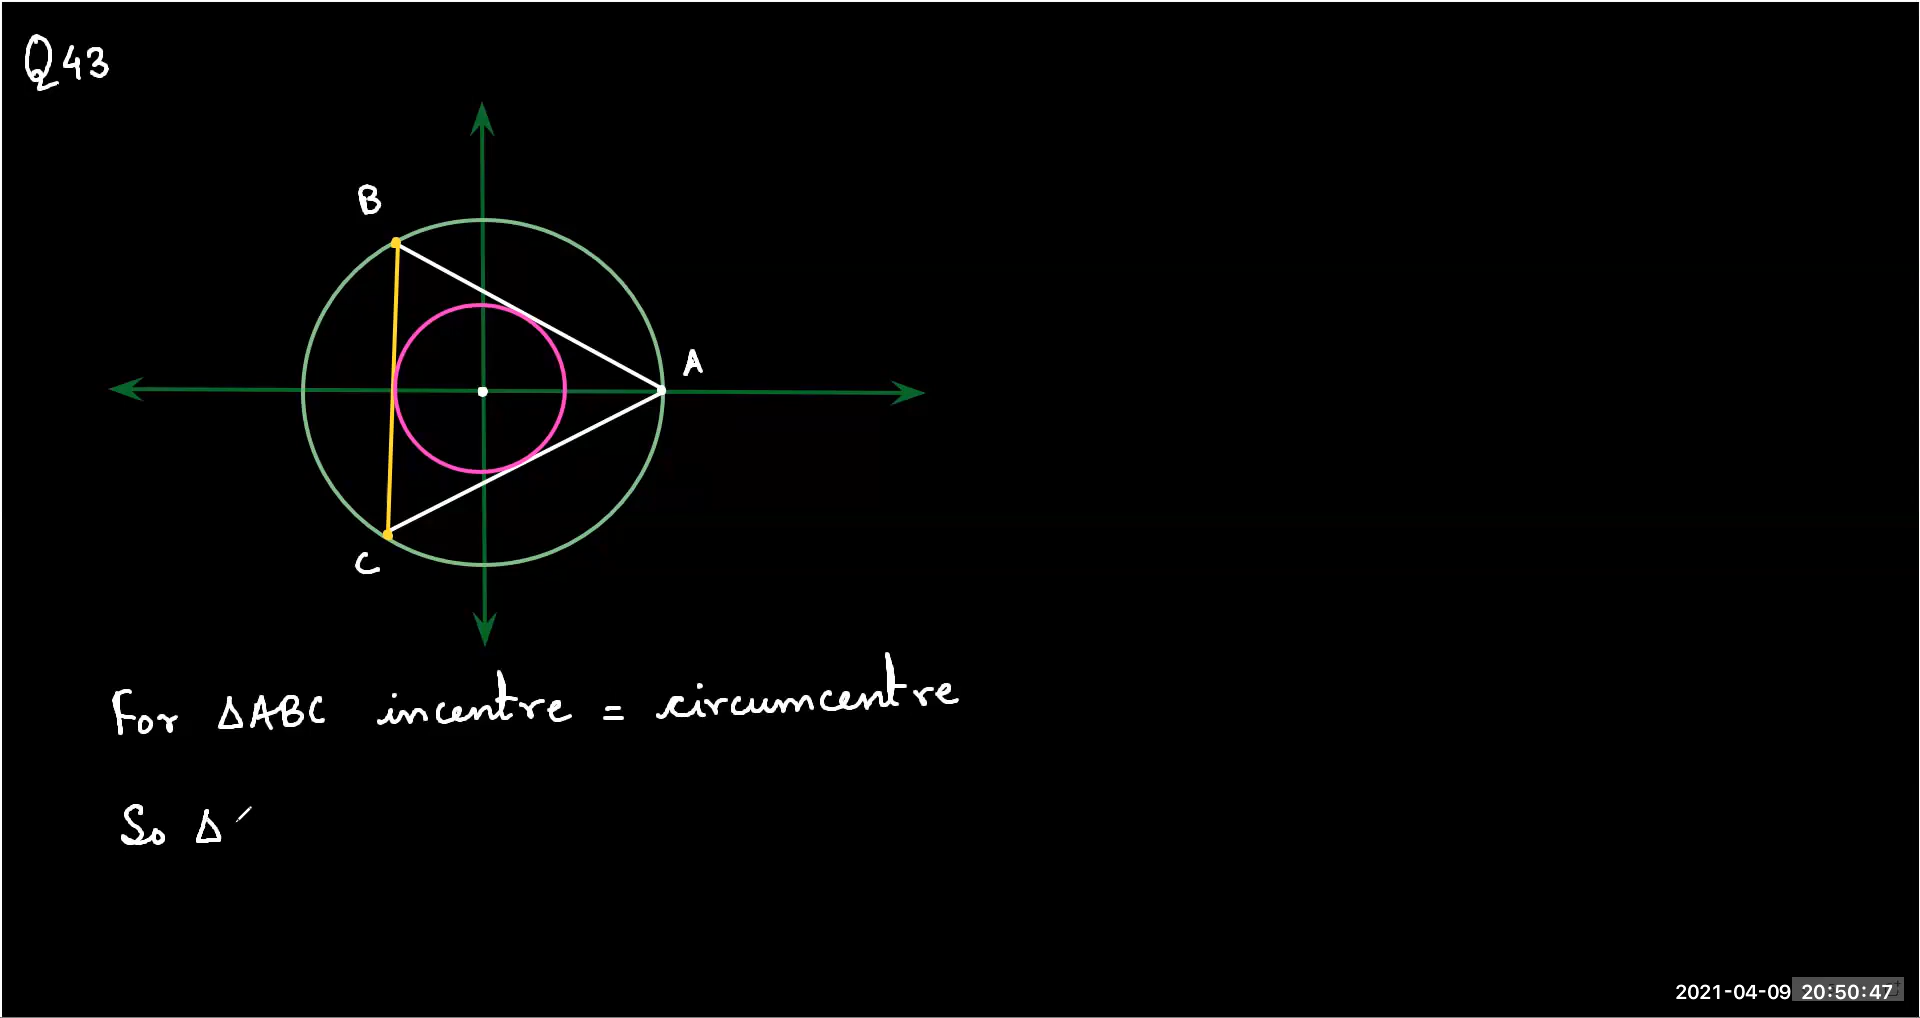 Q43
B
A
C
For ΔABC incentre = circumcentre
So Δ
2021-04-09 20:50:47